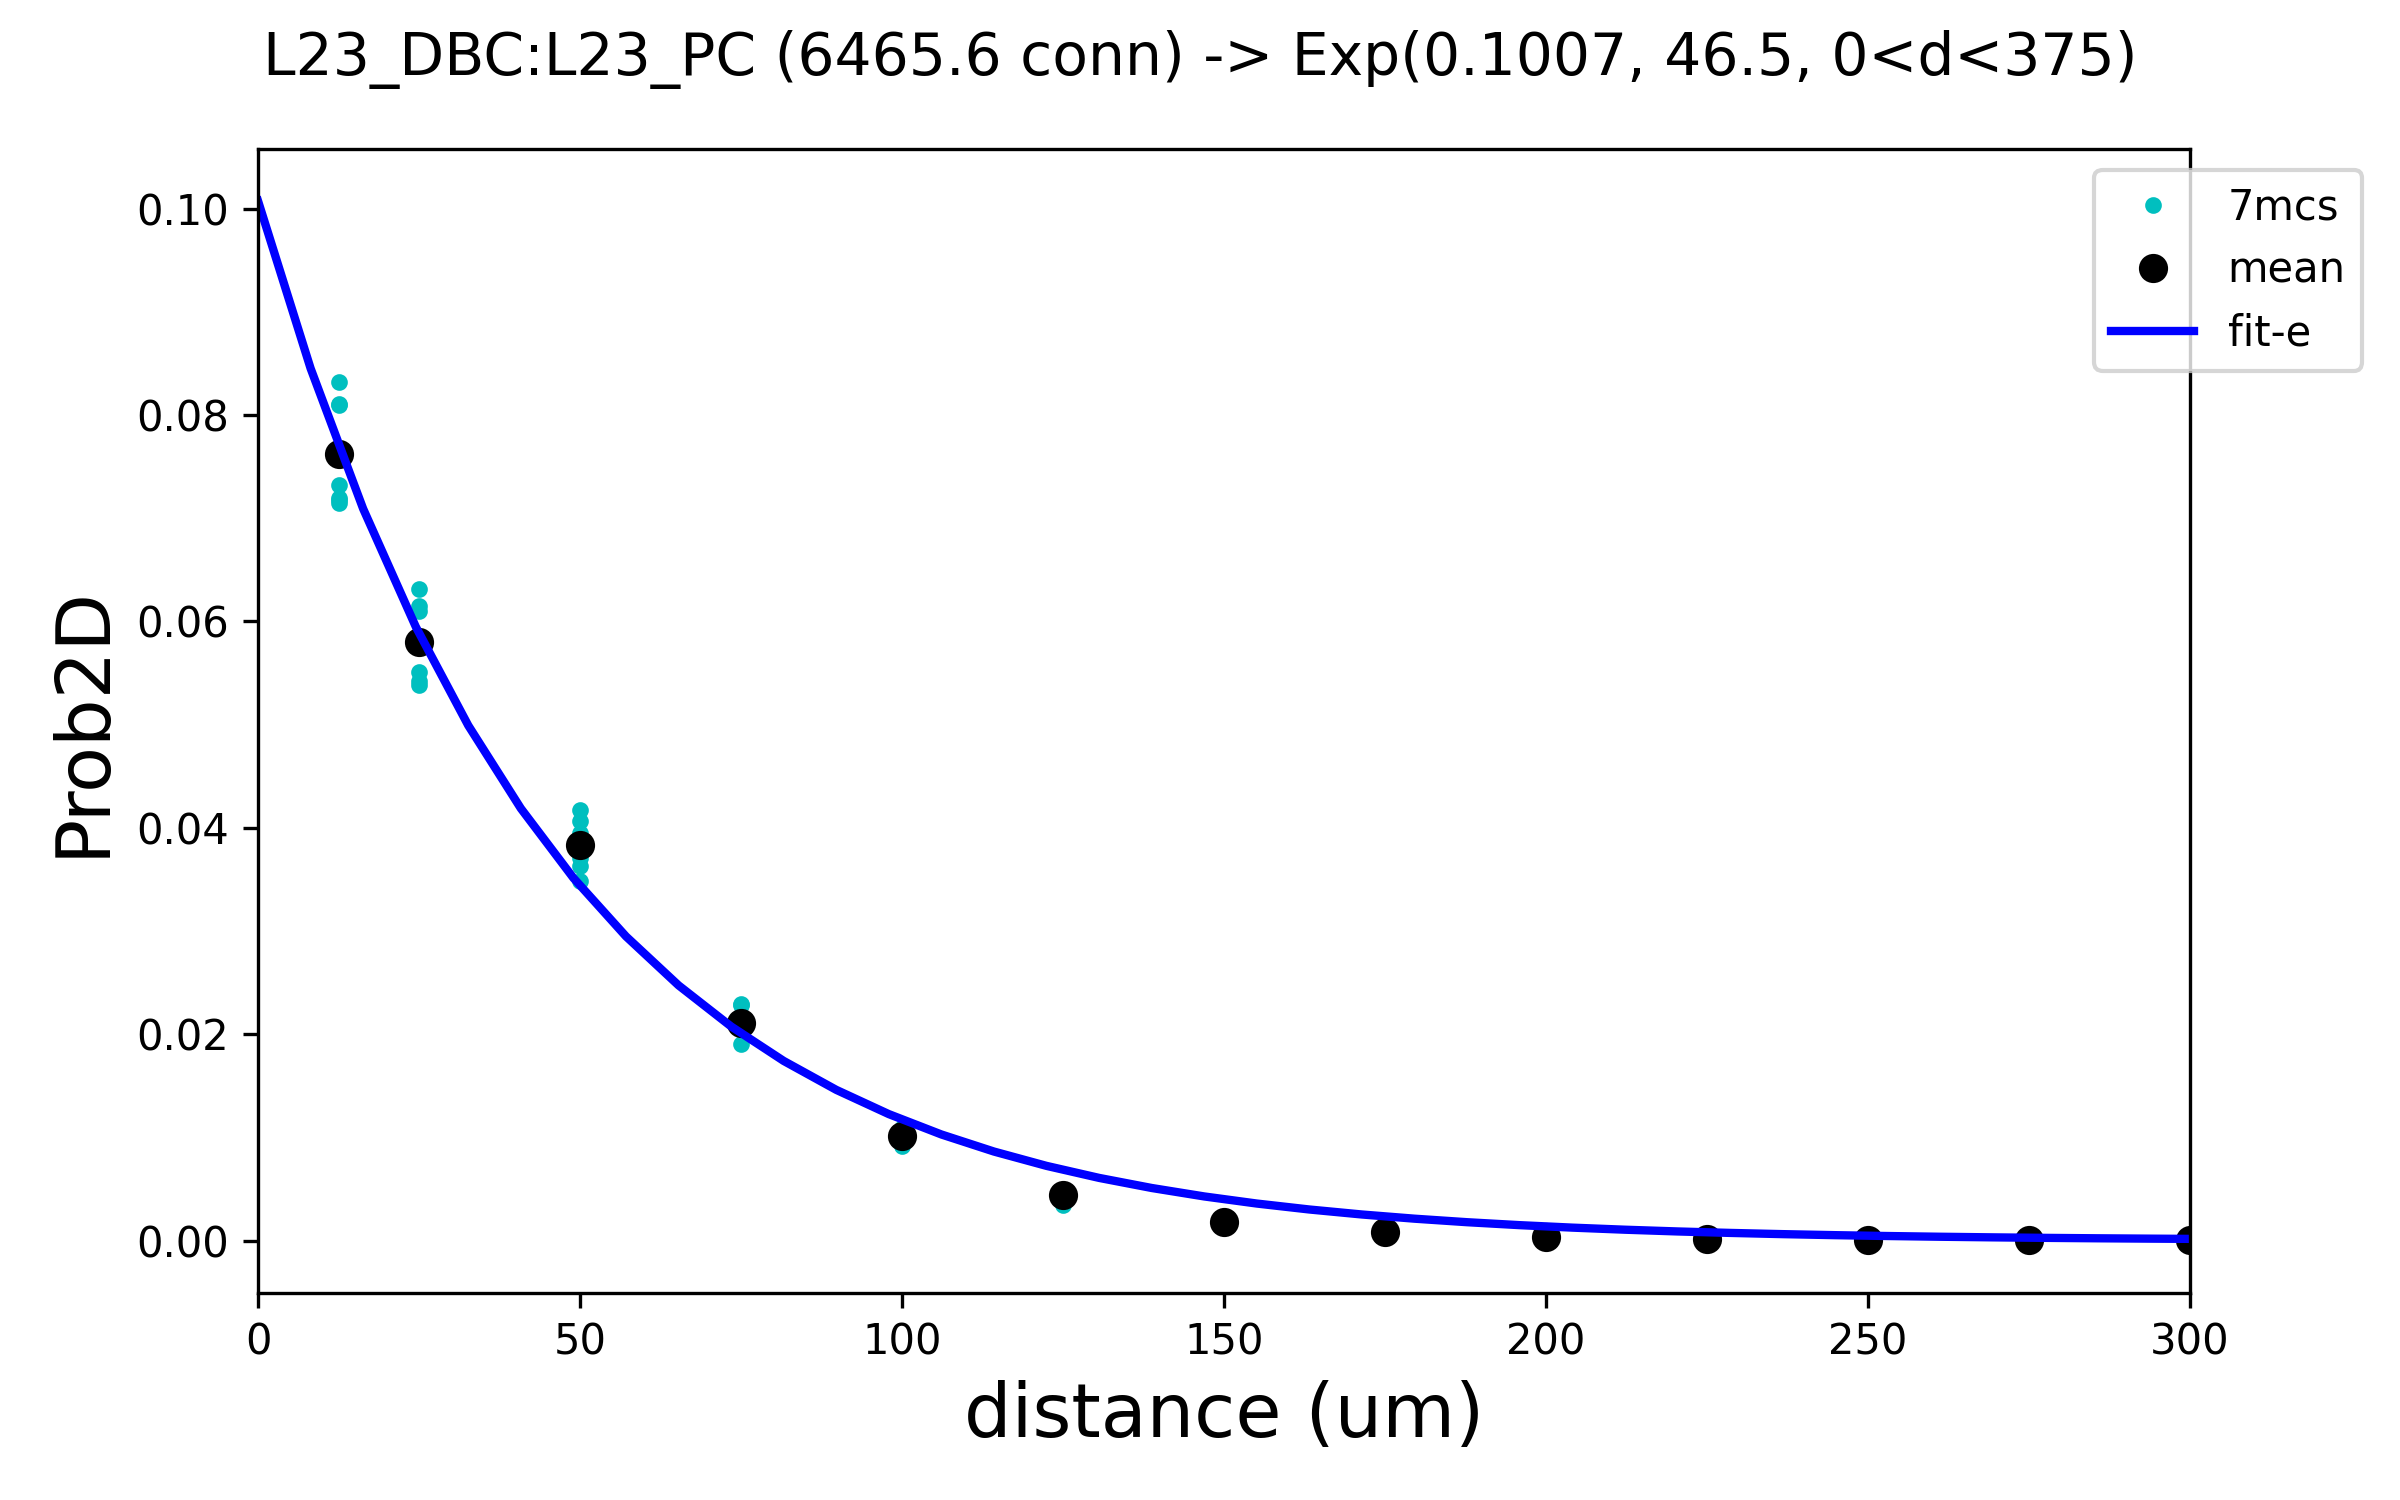 L23_DBC:L23_PC (6465.6 conn) -> Exp(0.1007, 46.5, 0<d<375)
7mcs
mean
fit-e
Prob2D
0.10
0.08
0.06
0.04
0.02
0.00
0 50 100 150 200 250 300
distance (um)